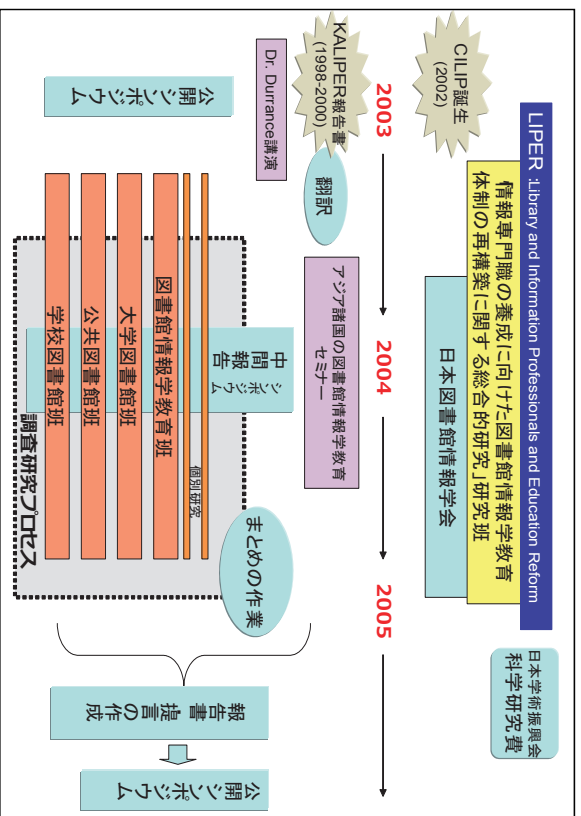 LIPER :Library and Information Professionals and Education Reform
「情報専門職の養成に向けた図書館情報学教育
体制の再構築に関する総合的研究」研究班
日本図書館情報学会
日本学術振興会
科学研究費
CILIP誕生
(2002)
2003
2004
2005
KALIPER報告書
(1998-2000)
翻訳
Dr. Durrance講演
アジア諸国の図書館情報学教育
セミナー
公開シンポジウム
中間報告
シンポジウム
個別研究
図書館情報学教育班
大学図書館班
公共図書館班
学校図書館班
調査研究プロセス
まとめの作業
報告書
提言の作成
公開シンポジウム